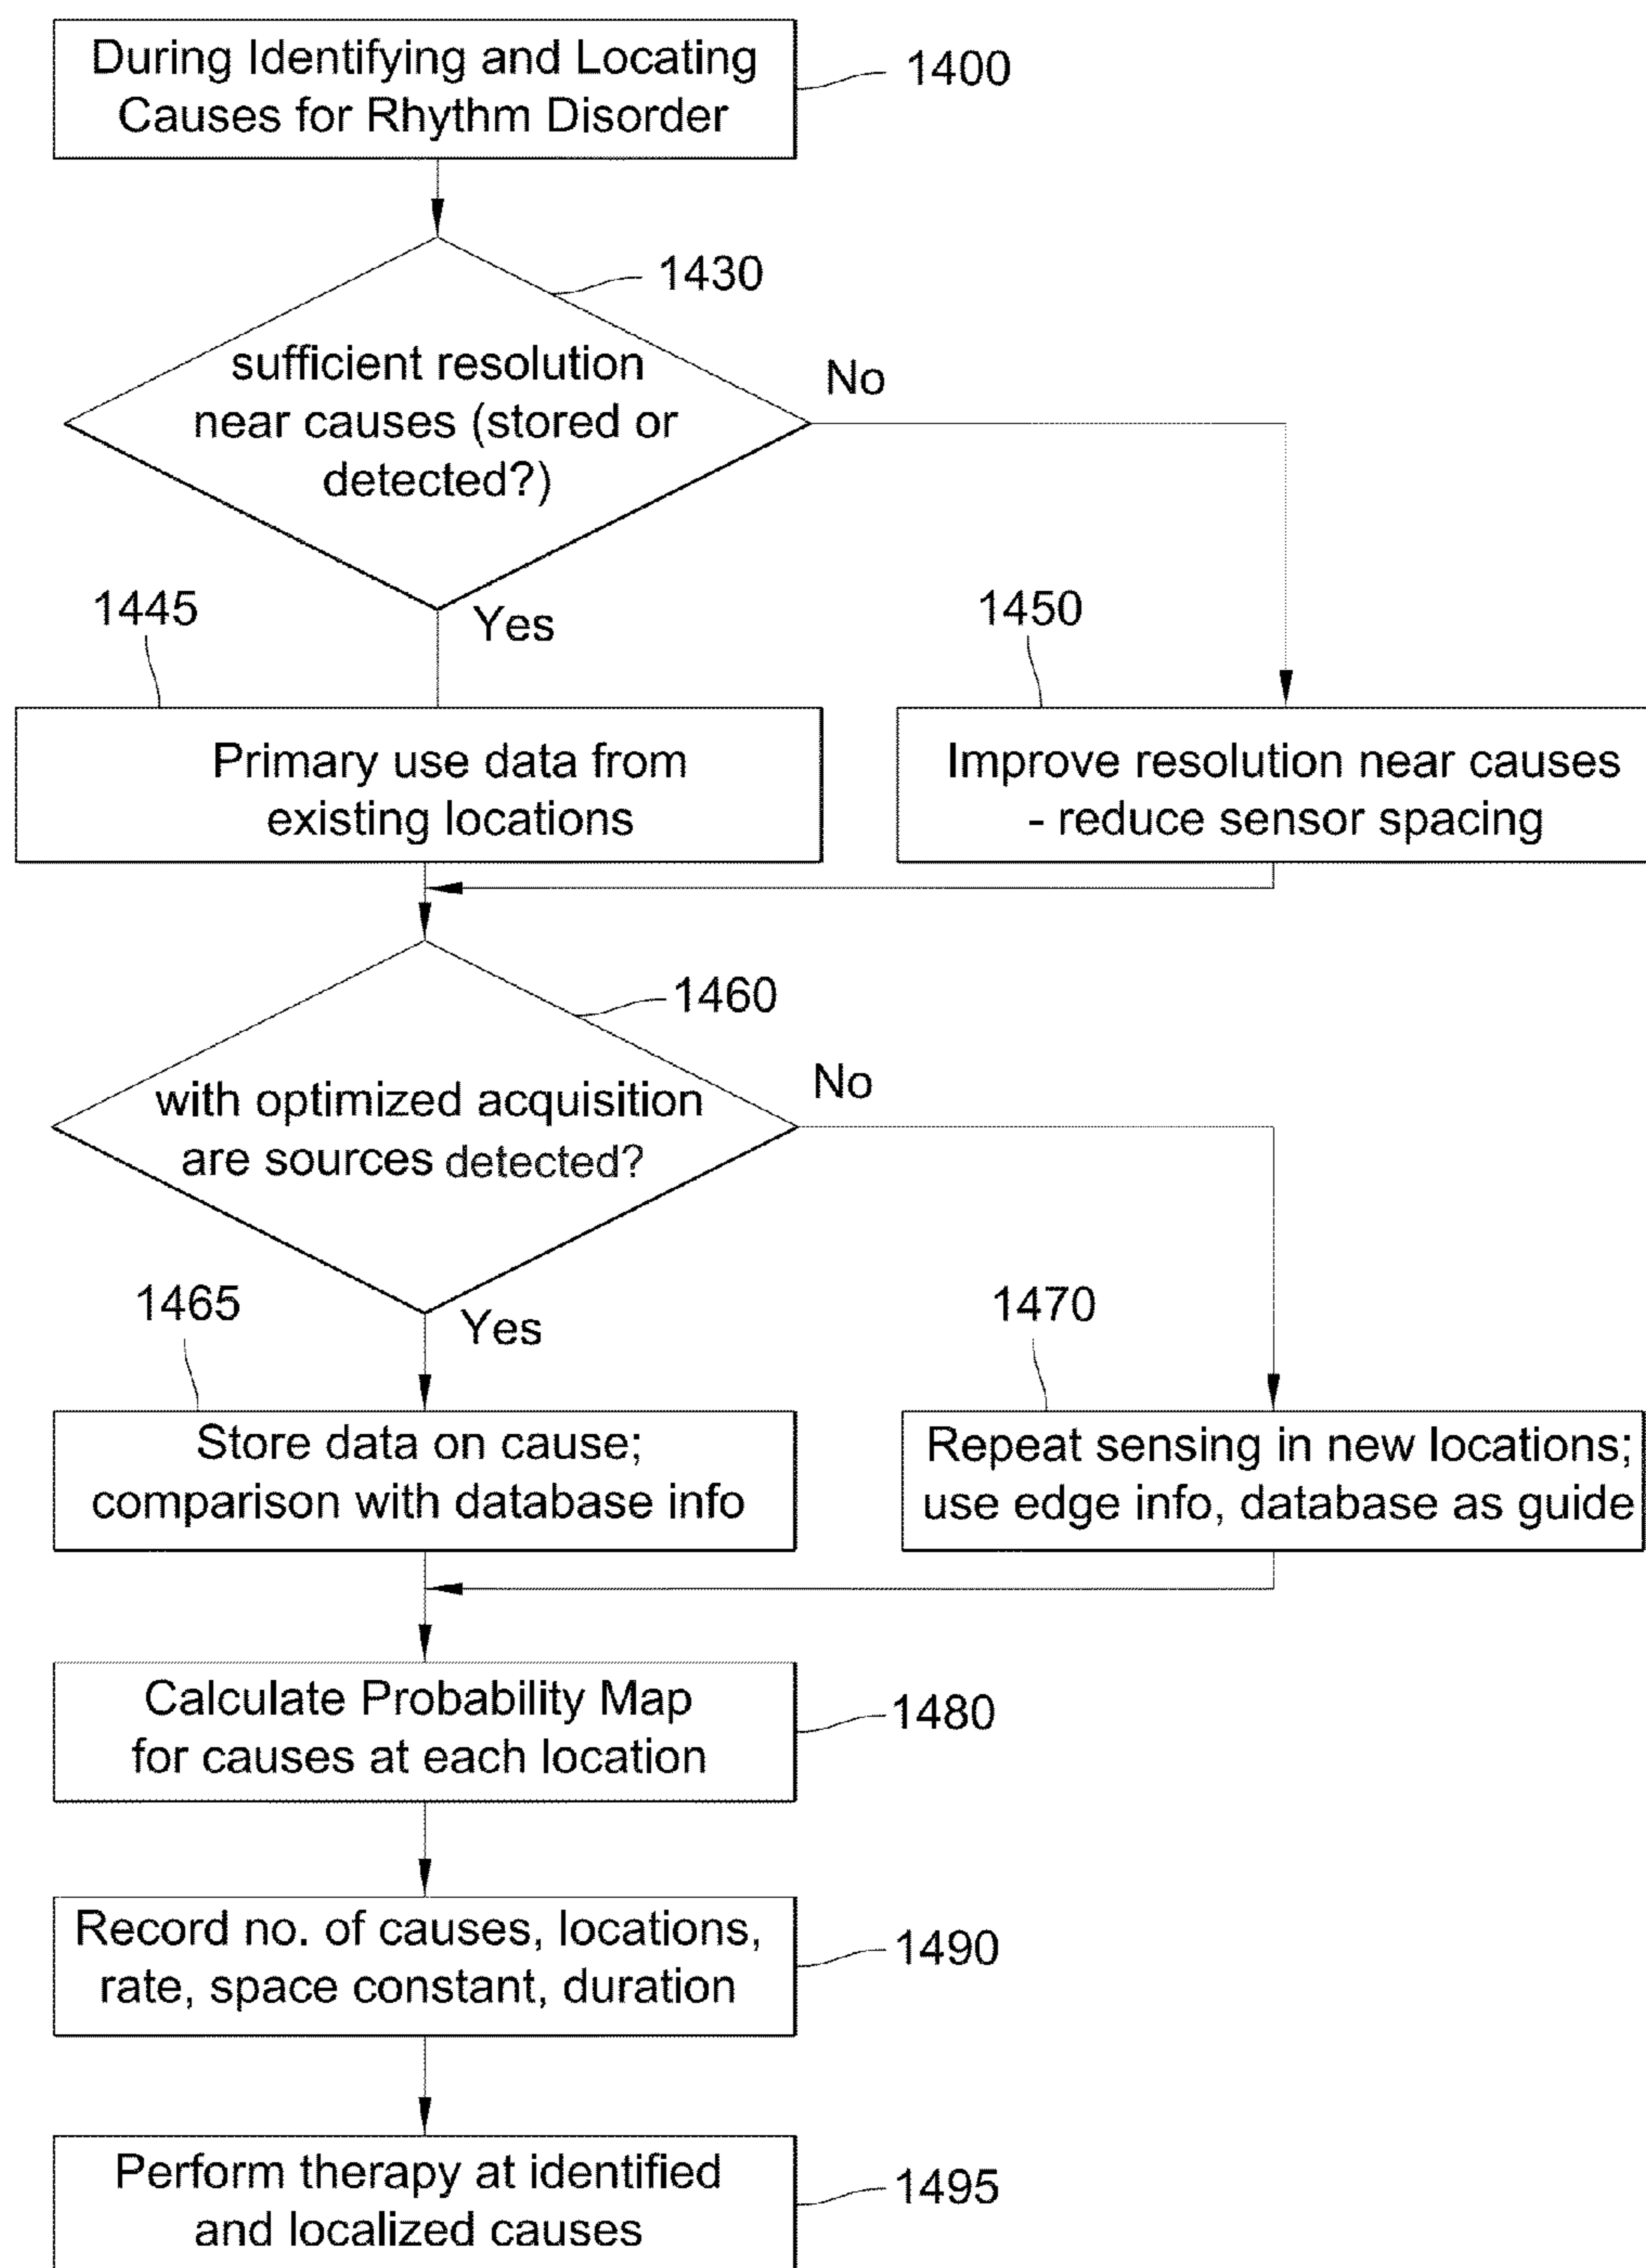 During Identifying and Locating
Causes for Rhythm Disorder
1400
1430
sufficient resolution
near causes (stored or
detected?)
No
Yes
1445
1450
Primary use data from
existing locations
Improve resolution near causes
- reduce sensor spacing
1460
with optimized acquisition
are sources detected?
No
Yes
1465
1470
Store data on cause;
comparison with database info
Repeat sensing in new locations;
use edge info, database as guide
Calculate Probability Map
for causes at each location
1480
Record no. of causes, locations,
rate, space constant, duration
1490
Perform therapy at identified
and localized causes
1495